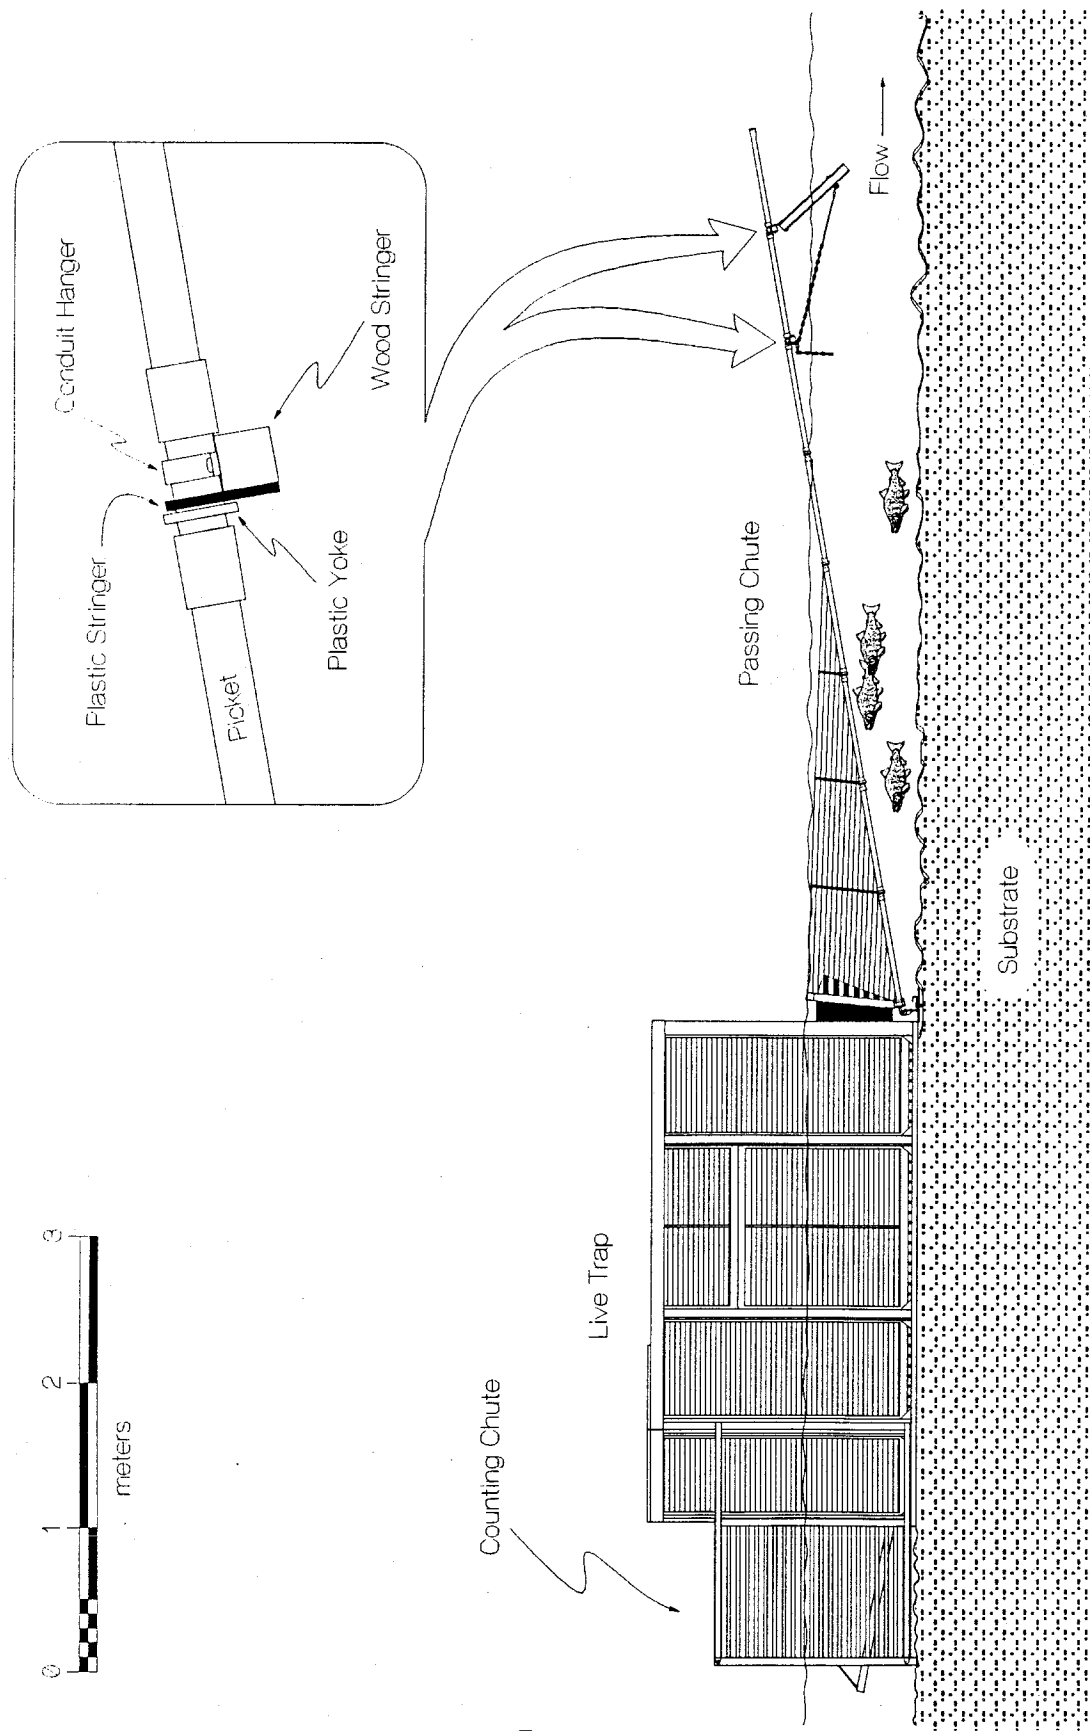 Plastic Stringer
Conduit Hanger
Picket
Plastic Yoke
Wood Stringer
0 1 2 3
meters
Counting Chute
Live Trap
Passing Chute
Flow
Substrate